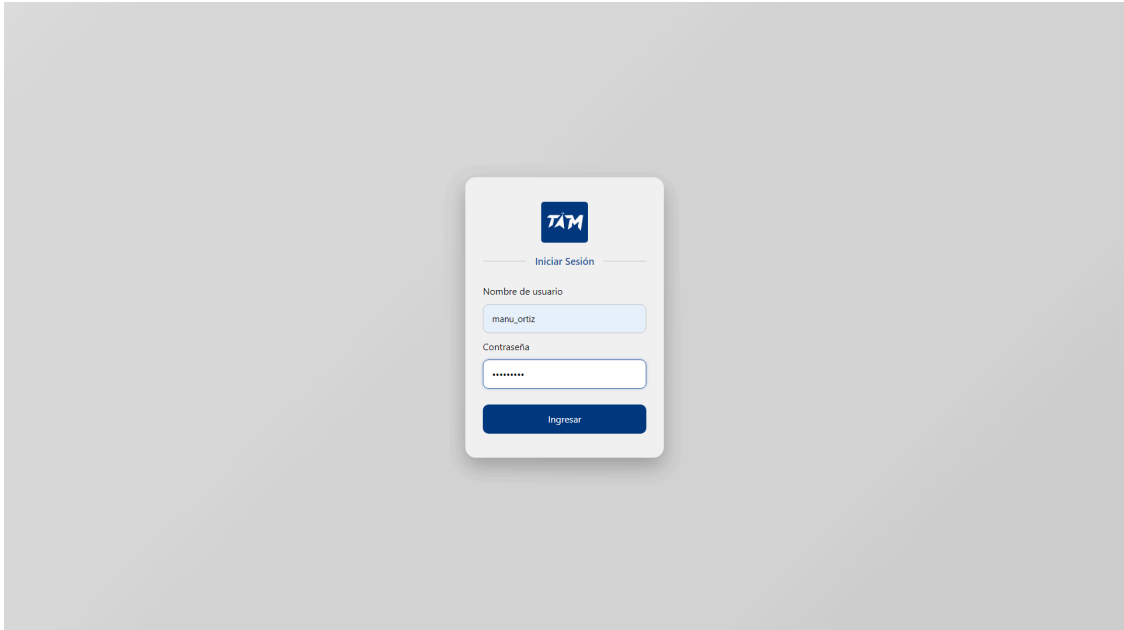 TAM
Iniciar Sesión
Nombre de usuario
manu_ortiz
Contraseña
•••••••••
Ingresar